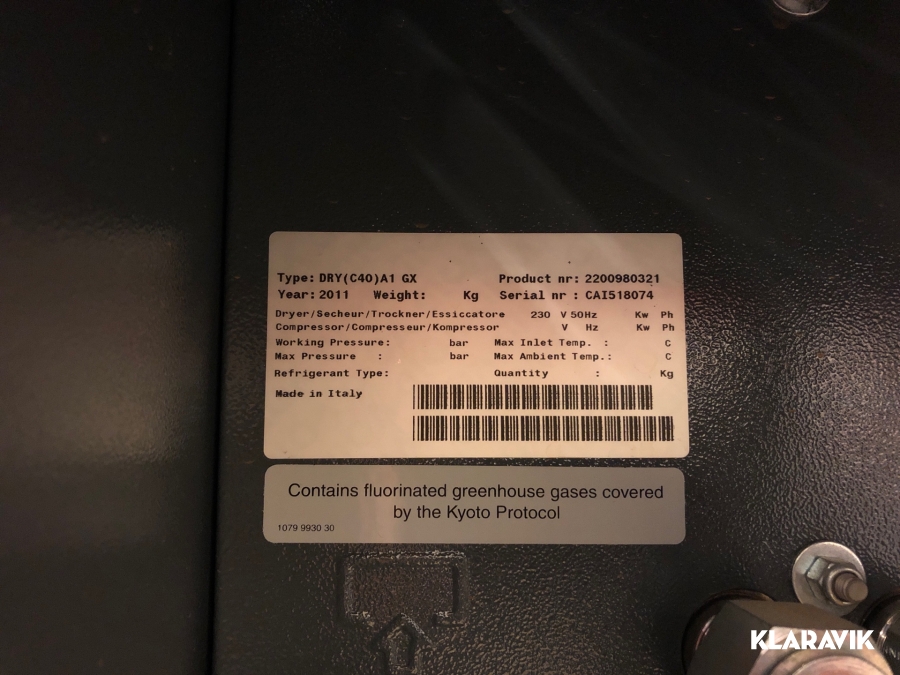 Type: DRY(C40)A1 GX Product nr: 2200980321
Year: 2011 Weight: Kg Serial nr : CAI518074
Dryer/Secheur/Trockner/Essiccatore 230 V 50Hz Kw Ph
Compressor/Compresseur/Kompressor V Hz Kw Ph
Working Pressure: bar Max Inlet Temp. : C
Max Pressure : bar Max Ambient Temp.: C
Refrigerant Type: Quantity : Kg
Made in Italy
Contains fluorinated greenhouse gases covered
by the Kyoto Protocol
1079 9930 30
KLARAVIK